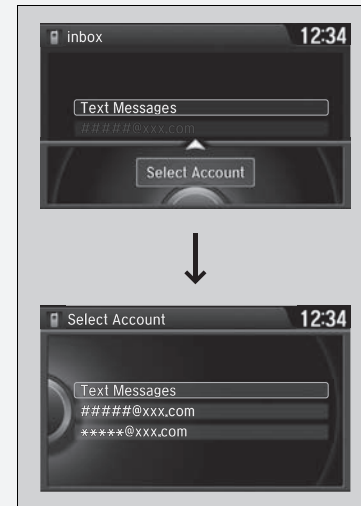 inbox 12:34
Text Messages
#####@xxx.com
Select Account
Select Account 12:34
Text Messages
#####@xxx.com
*****@xxx.com